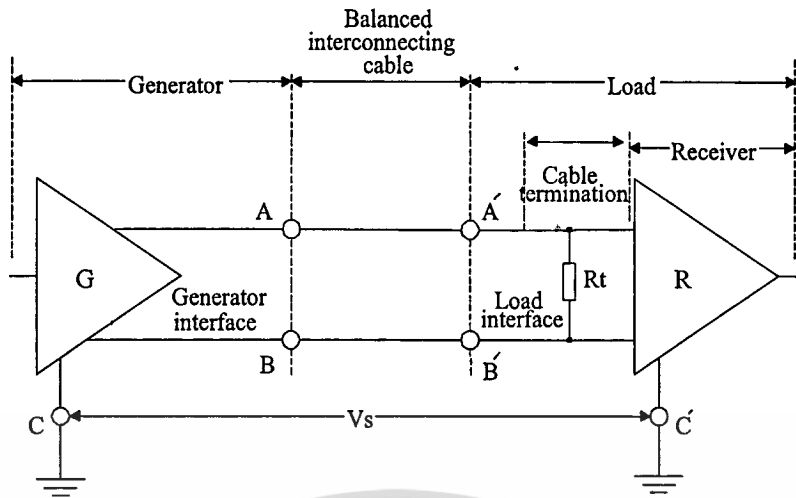 Balanced
interconnecting
cable
Generator
Load
Receiver
Cable
termination
A
A′
G
Generator
interface
Load
interface
Rt
R
B
B′
C
Vs
C′